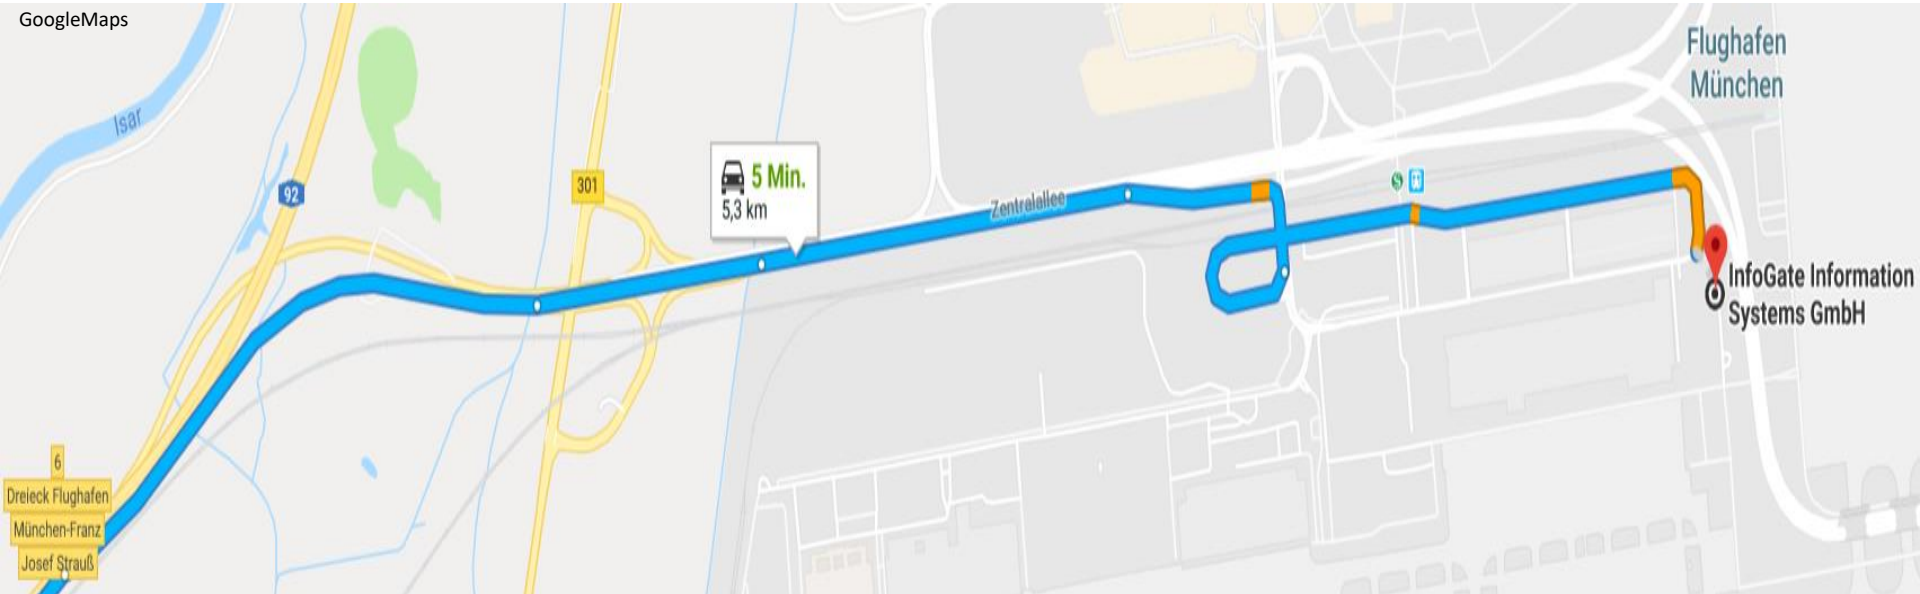 GoogleMaps
Flughafen
München
Isar
92
301
5 Min.
5,3 km
Zentralallee
S
InfoGate Information
Systems GmbH
6
Dreieck Flughafen
München-Franz
Josef Strauß